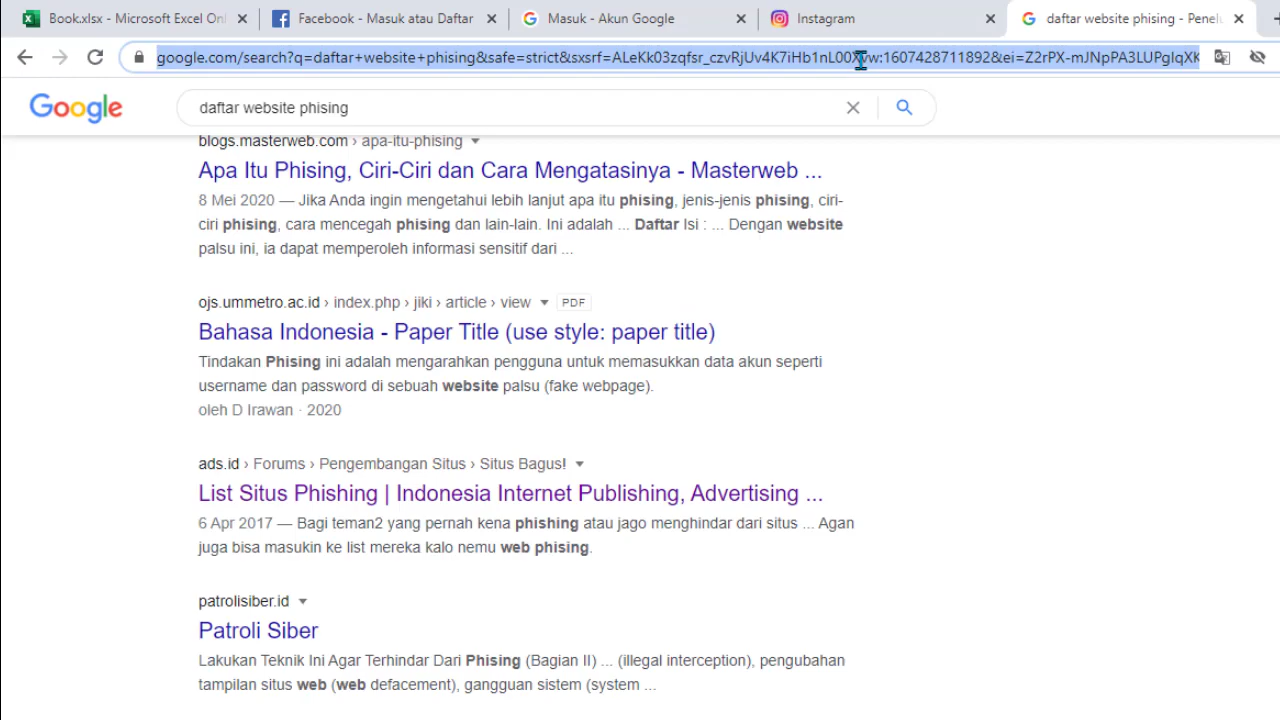 Book.xlsx - Microsoft Excel Onl
Facebook - Masuk atau Daftar
Masuk - Akun Google
Instagram
daftar website phising - Penel
google.com/search?q=daftar+website+phising&safe=strict&sxsrf=ALeKk03zqfsr_czvRjUv4K7iHb1nL00Xvw:1607428711892&ei=Z2rPX-mJNpPA3LUPgIqXK
Google
daftar website phising
blogs.masterweb.com › apa-itu-phising
Apa Itu Phising, Ciri-Ciri dan Cara Mengatasinya - Masterweb ...
8 Mei 2020 — Jika Anda ingin mengetahui lebih lanjut apa itu phising, jenis-jenis phising, ciri-
ciri phising, cara mencegah phising dan lain-lain. Ini adalah ... Daftar Isi : ... Dengan website
palsu ini, ia dapat memperoleh informasi sensitif dari ...
ojs.ummetro.ac.id › index.php › jiki › article › view PDF
Bahasa Indonesia - Paper Title (use style: paper title)
Tindakan Phising ini adalah mengarahkan pengguna untuk memasukkan data akun seperti
username dan password di sebuah website palsu (fake webpage).
oleh D Irawan · 2020
ads.id › Forums › Pengembangan Situs › Situs Bagus!
List Situs Phishing | Indonesia Internet Publishing, Advertising ...
6 Apr 2017 — Bagi teman2 yang pernah kena phishing atau jago menghindar dari situs ... Agan
juga bisa masukin ke list mereka kalo nemu web phising.
patrolisiber.id
Patroli Siber
Lakukan Teknik Ini Agar Terhindar Dari Phising (Bagian II) ... (illegal interception), pengubahan
tampilan situs web (web defacement), gangguan sistem (system ...